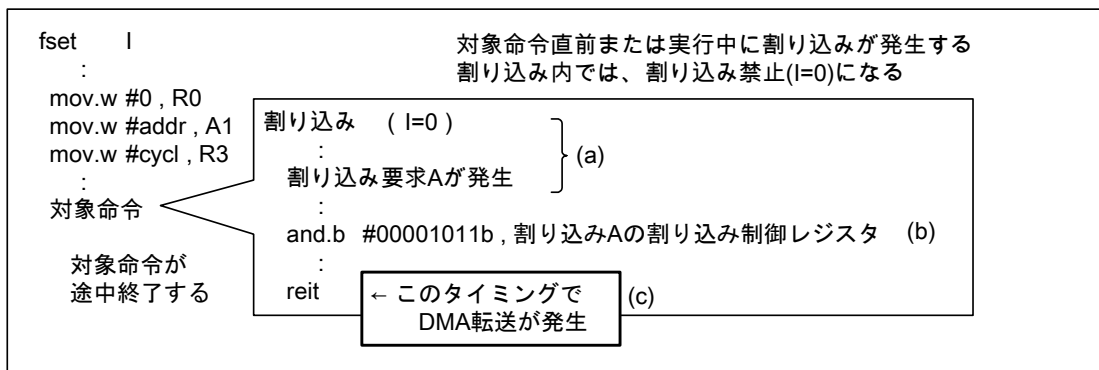 fset I
対象命令直前または実行中に割り込みが発生する
割り込み内では、割り込み禁止(I=0)になる
:
mov.w #0 , R0
mov.w #addr , A1
mov.w #cycl , R3
:
対象命令
対象命令が
途中終了する
割り込み ( I=0 )
:
(a)
割り込み要求Aが発生
:
and.b #00001011b , 割り込みAの割り込み制御レジスタ (b)
:
reit
← このタイミングで
DMA転送が発生
(c)